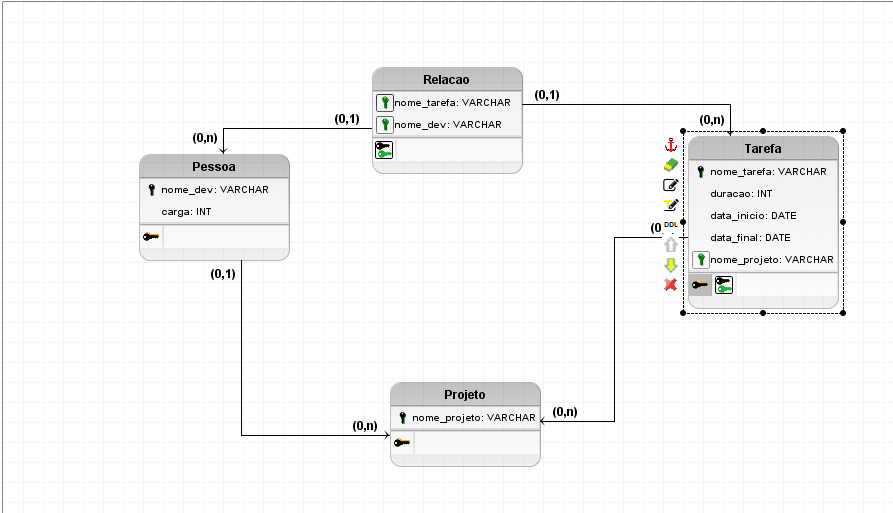 Relacao
nome_tarefa: VARCHAR
nome_dev: VARCHAR
(0,1)
(0,n)
(0,1)
(0,n)
Pessoa
nome_dev: VARCHAR
carga: INT
(0,1)
(0,n)
Tarefa
nome_tarefa: VARCHAR
duracao: INT
data_inicio: DATE
data_final: DATE
nome_projeto: VARCHAR
DDL
(0,n)
Projeto
nome_projeto: VARCHAR